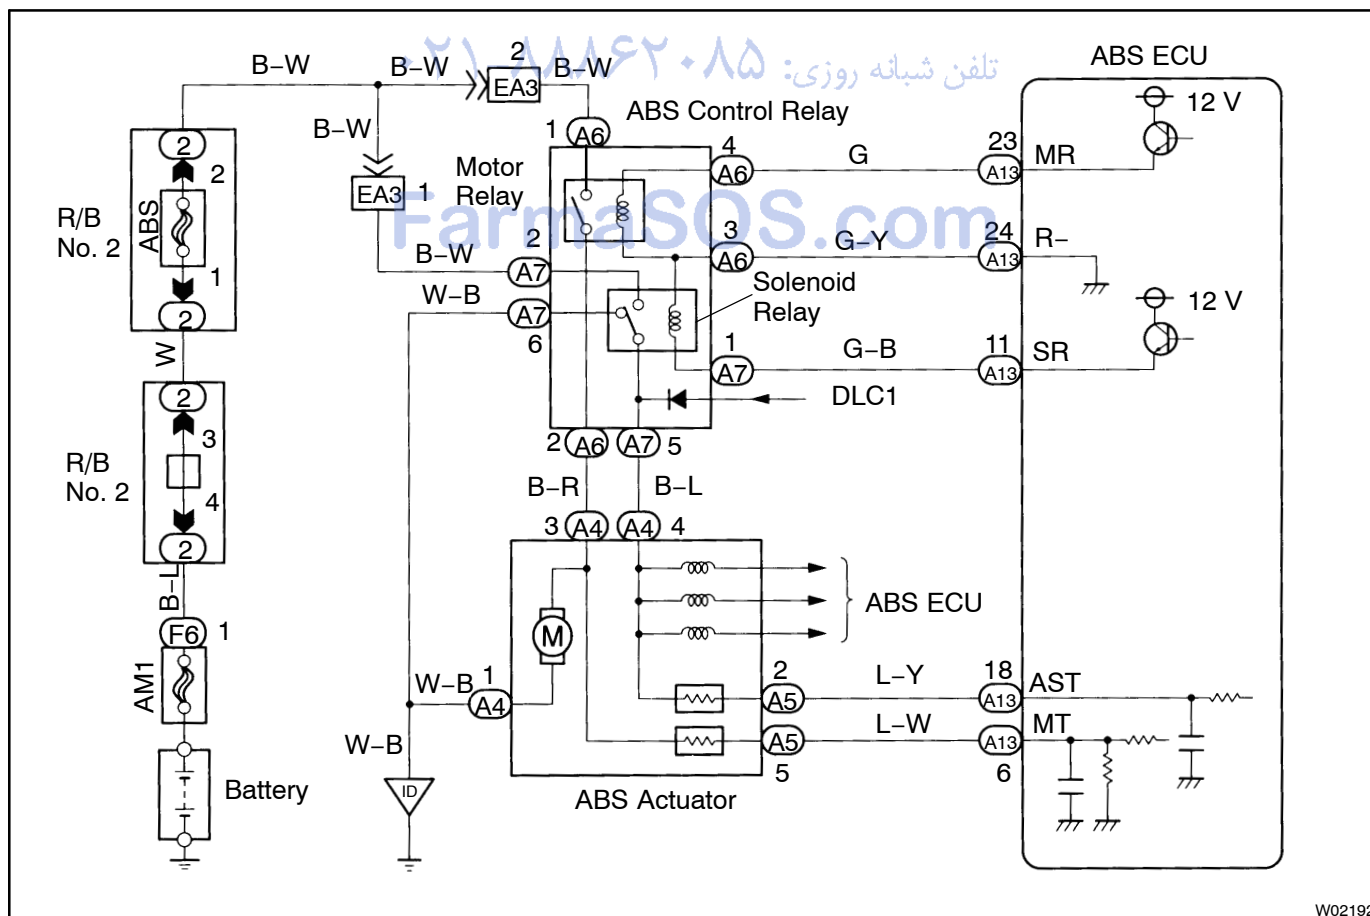 تلفن شبانه روزی: ۰۲۱-۸۸۸۶۲۰۸۵
FarmaSOS.com
ABS ECU
B–W
B–W
2
EA3
B–W
12 V
ABS Control Relay
B–W
1
A6
4
A6
G
23
A13
MR
2
2
EA3
1
Motor
Relay
R/B
No. 2
ABS
1
2
B–W
2
A7
3
A6
G–Y
24
A13
R-
W–B
A7
6
Solenoid
Relay
12 V
W
1
A7
G–B
11
A13
SR
DLC1
2
3
R/B
No. 2
4
2
2
A6
A7
5
B–R
B–L
3
A4
A4
4
B–L
ABS ECU
F6
1
M
AM1
W–B
1
A4
2
A5
L–Y
18
A13
AST
A5
5
L–W
A13
6
MT
W–B
Battery
ID
ABS Actuator
W02192